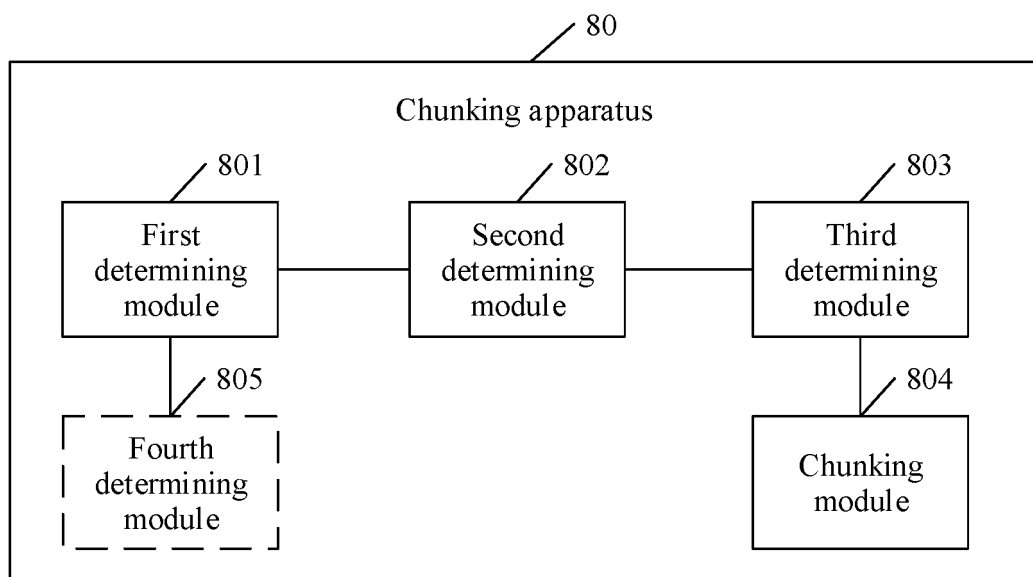 80
Chunking apparatus
801
802
803
First
determining
module
Second
determining
module
Third
determining
module
805
804
Fourth
determining
module
Chunking
module